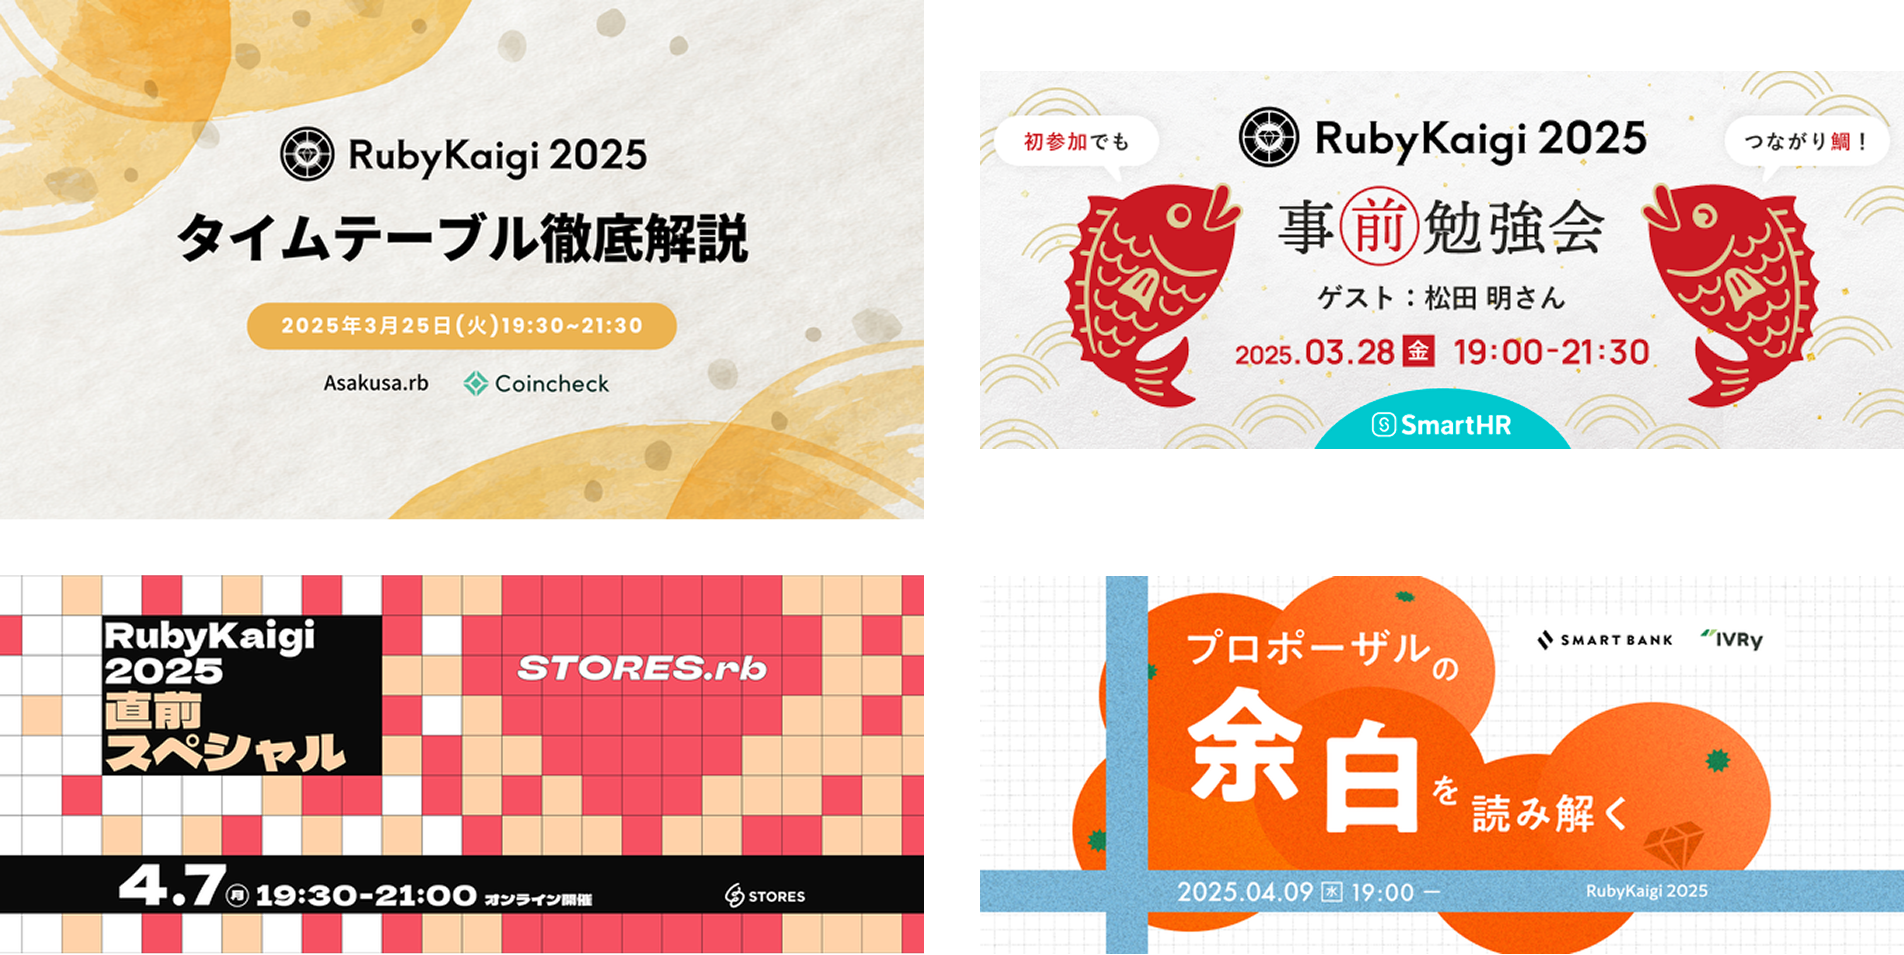 RubyKaigi 2025
タイムテーブル徹底解説
2025年3月25日(火)19:30~21:30
Asakusa.rb
Coincheck
初参加でも
RubyKaigi 2025
つながり鯛！
事前勉強会
ゲスト：松田 明さん
2025.03.28 金 19:00-21:30
SmartHR
RubyKaigi
2025
直前
スペシャル
STORES.rb
4.7 月 19:30-21:00 オンライン開催
STORES
プロポーザルの
余白を読み解く
SMART BANK
IVRy
2025.04.09 水 19:00 —
RubyKaigi 2025